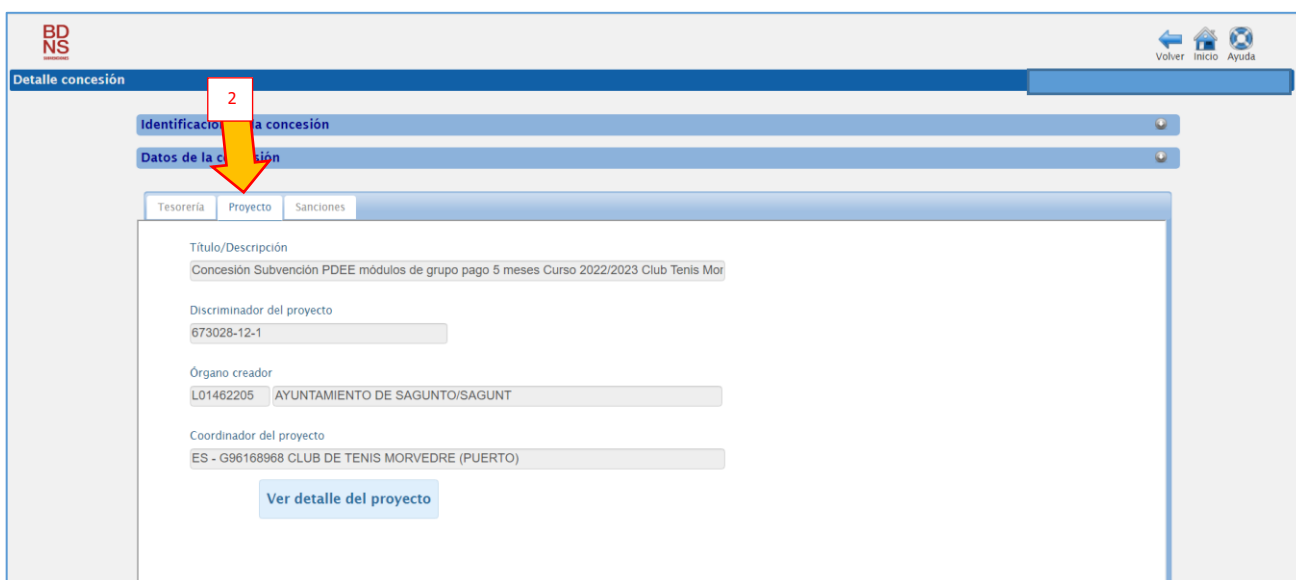 BD
NS
Volver Inicio Ayuda
Detalle concesión
2
Identificació la concesión
Datos de la c sión
Tesorería Proyecto Sanciones
Título/Descripción
Concesión Subvención PDEE módulos de grupo pago 5 meses Curso 2022/2023 Club Tenis Mor
Discriminador del proyecto
673028-12-1
Órgano creador
L01462205 AYUNTAMIENTO DE SAGUNTO/SAGUNT
Coordinador del proyecto
ES - G96168968 CLUB DE TENIS MORVEDRE (PUERTO)
Ver detalle del proyecto